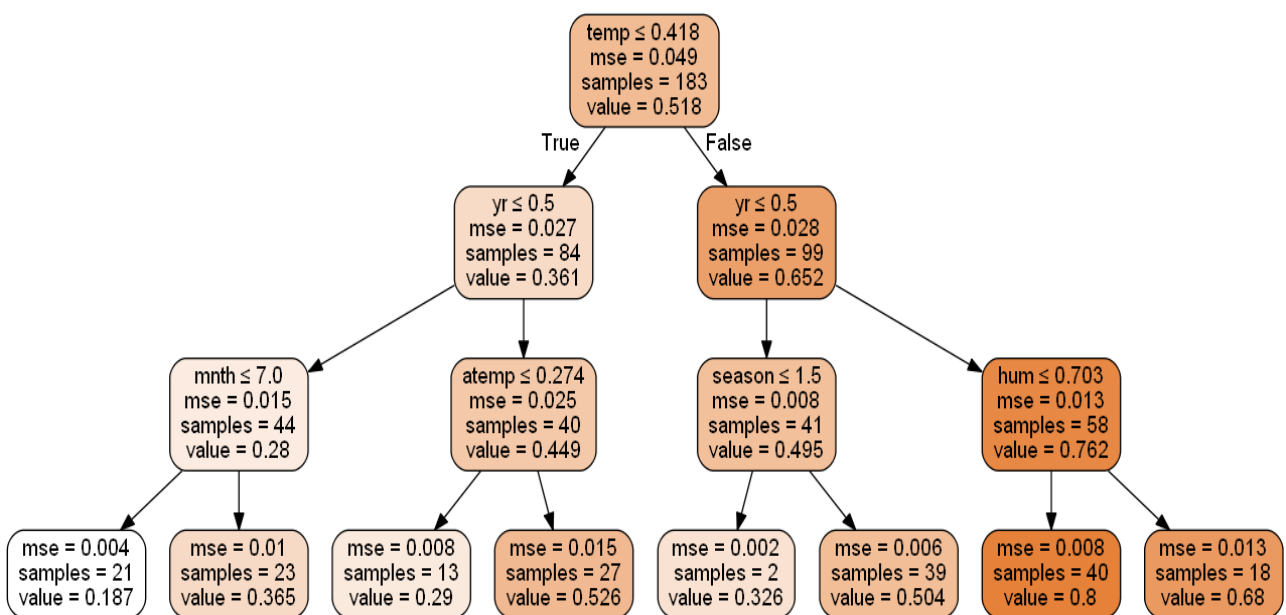 temp ≤ 0.418
mse = 0.049
samples = 183
value = 0.518
True
False
yr ≤ 0.5
mse = 0.027
samples = 84
value = 0.361
yr ≤ 0.5
mse = 0.028
samples = 99
value = 0.652
mnth ≤ 7.0
mse = 0.015
samples = 44
value = 0.28
atemp ≤ 0.274
mse = 0.025
samples = 40
value = 0.449
season ≤ 1.5
mse = 0.008
samples = 41
value = 0.495
hum ≤ 0.703
mse = 0.013
samples = 58
value = 0.762
mse = 0.004
samples = 21
value = 0.187
mse = 0.01
samples = 23
value = 0.365
mse = 0.008
samples = 13
value = 0.29
mse = 0.015
samples = 27
value = 0.526
mse = 0.002
samples = 2
value = 0.326
mse = 0.006
samples = 39
value = 0.504
mse = 0.008
samples = 40
value = 0.8
mse = 0.013
samples = 18
value = 0.68